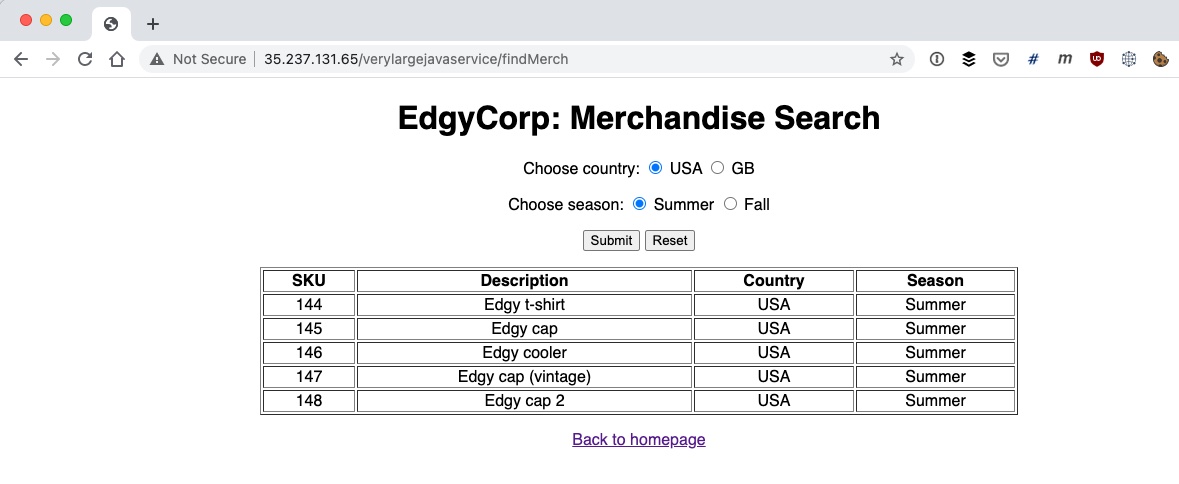 Not Secure 35.237.131.65/verylargejavaservice/findMerch
EdgyCorp: Merchandise Search
Choose country: USA GB
Choose season: Summer Fall
Submit Reset
SKU Description Country Season
144 Edgy t-shirt USA Summer
145 Edgy cap USA Summer
146 Edgy cooler USA Summer
147 Edgy cap (vintage) USA Summer
148 Edgy cap 2 USA Summer
Back to homepage